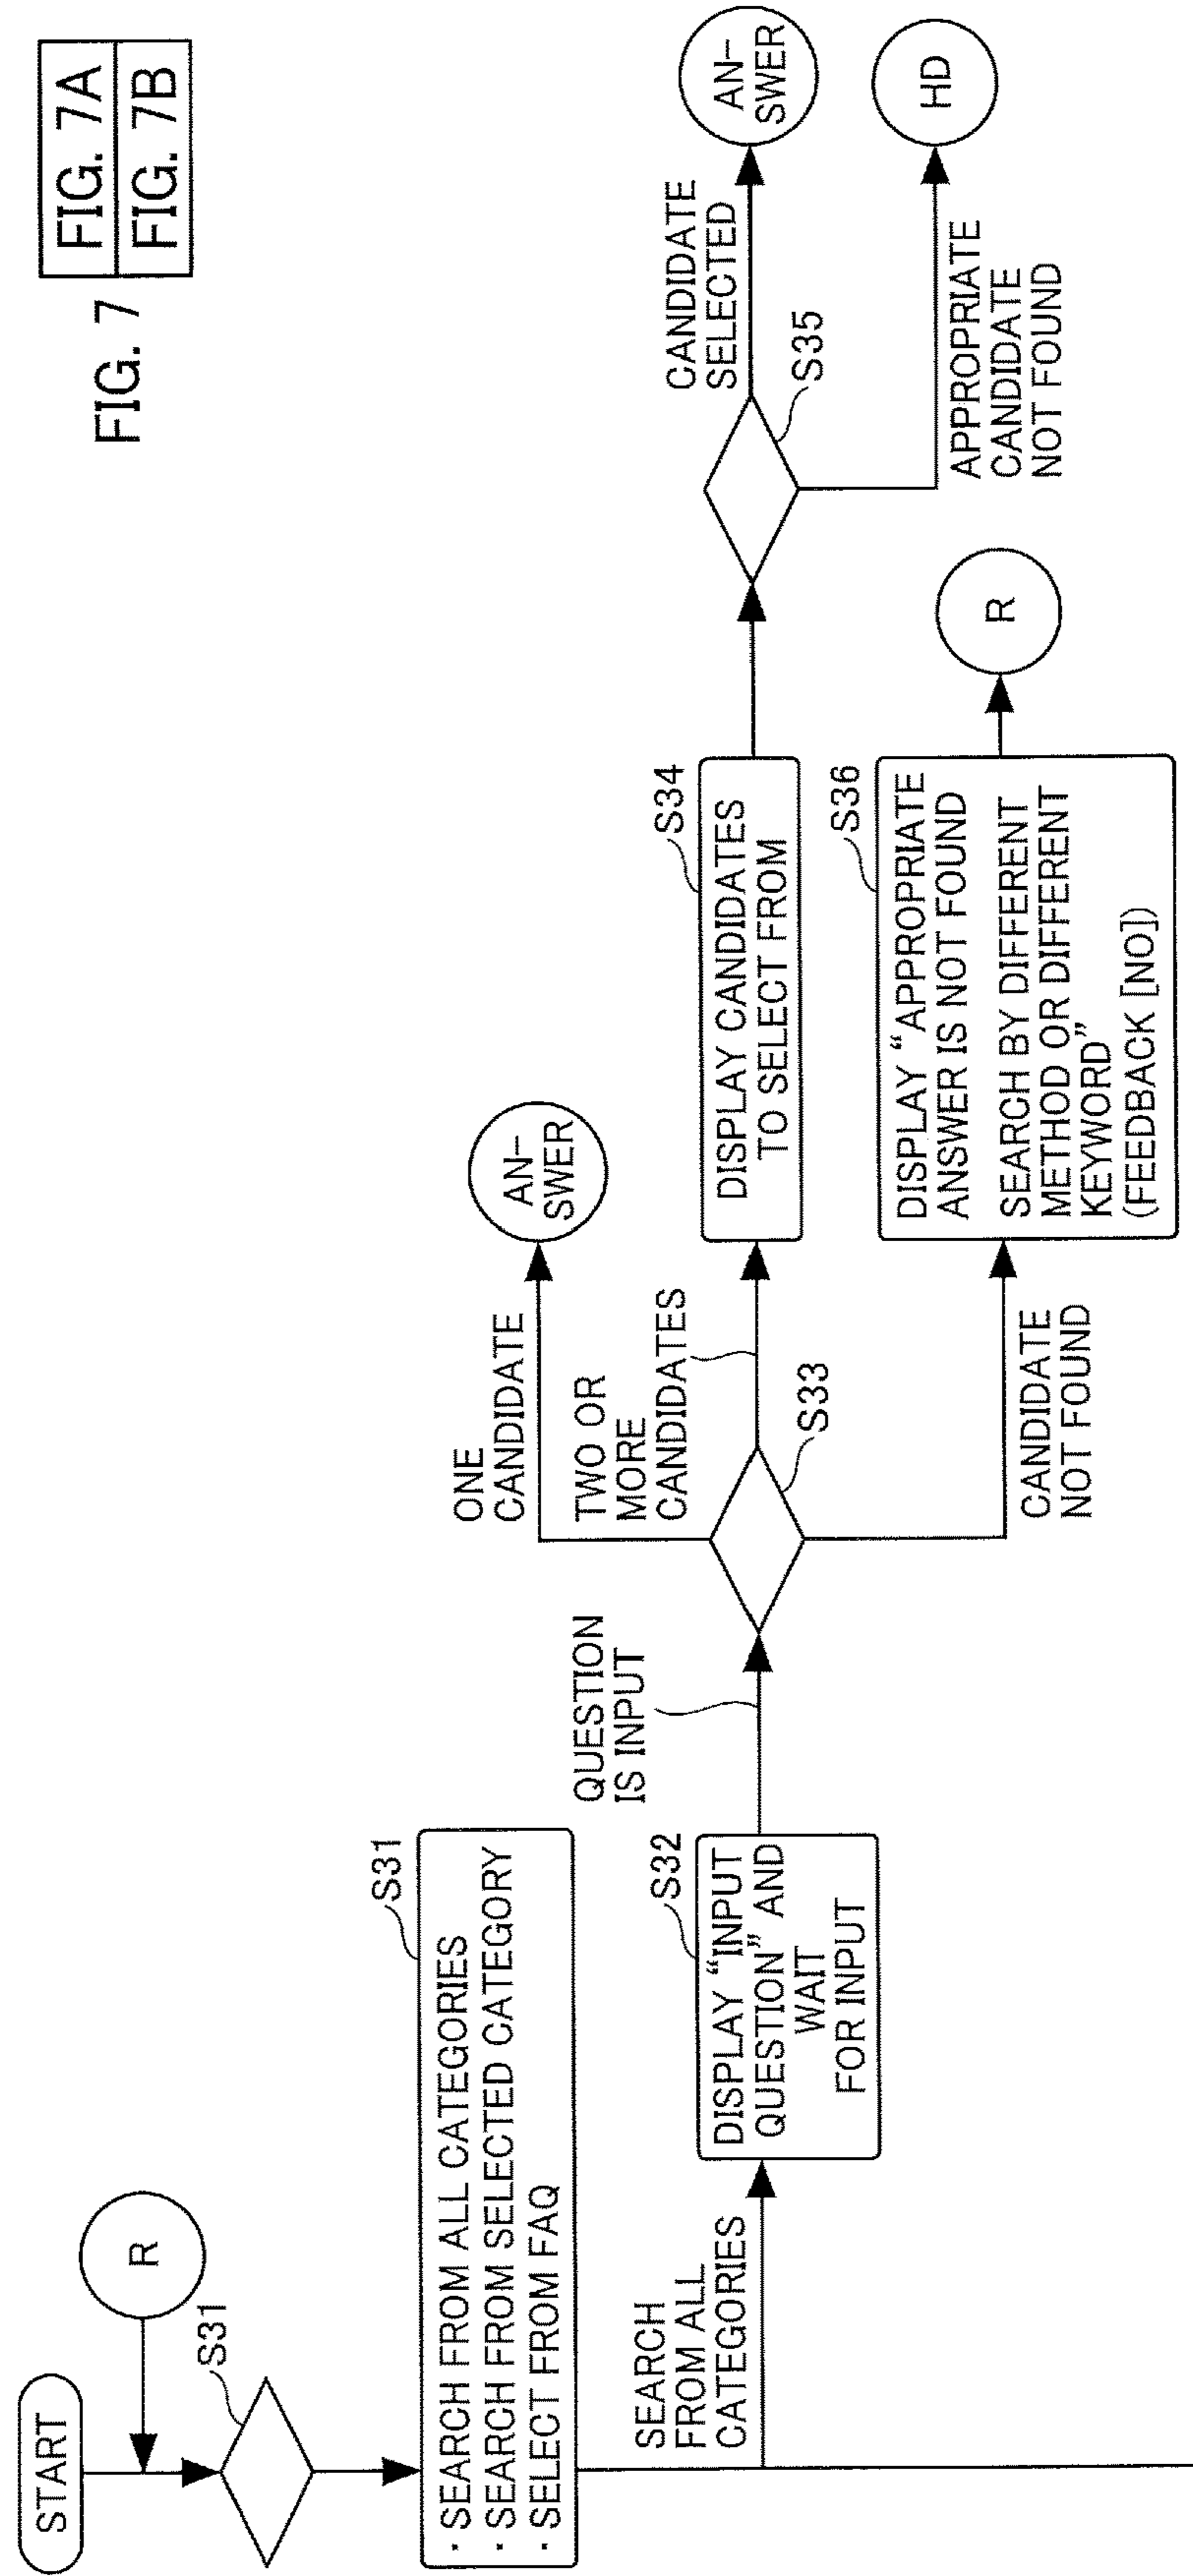 FIG. 7
FIG. 7A
FIG. 7B
START
R
S31
S31
· SEARCH FROM ALL CATEGORIES
· SEARCH FROM SELECTED CATEGORY
· SELECT FROM FAQ
SEARCH
FROM ALL
CATEGORIES
S32
DISPLAY “INPUT
QUESTION” AND
WAIT
FOR INPUT
QUESTION
IS INPUT
S33
ONE
CANDIDATE
AN-
SWER
TWO OR
MORE
CANDIDATES
S34
DISPLAY CANDIDATES
TO SELECT FROM
S35
CANDIDATE
SELECTED
AN-
SWER
APPROPRIATE
CANDIDATE
NOT FOUND
HD
CANDIDATE
NOT FOUND
S36
DISPLAY “APPROPRIATE
ANSWER IS NOT FOUND
SEARCH BY DIFFERENT
METHOD OR DIFFERENT
KEYWORD”
(FEEDBACK [NO])
R